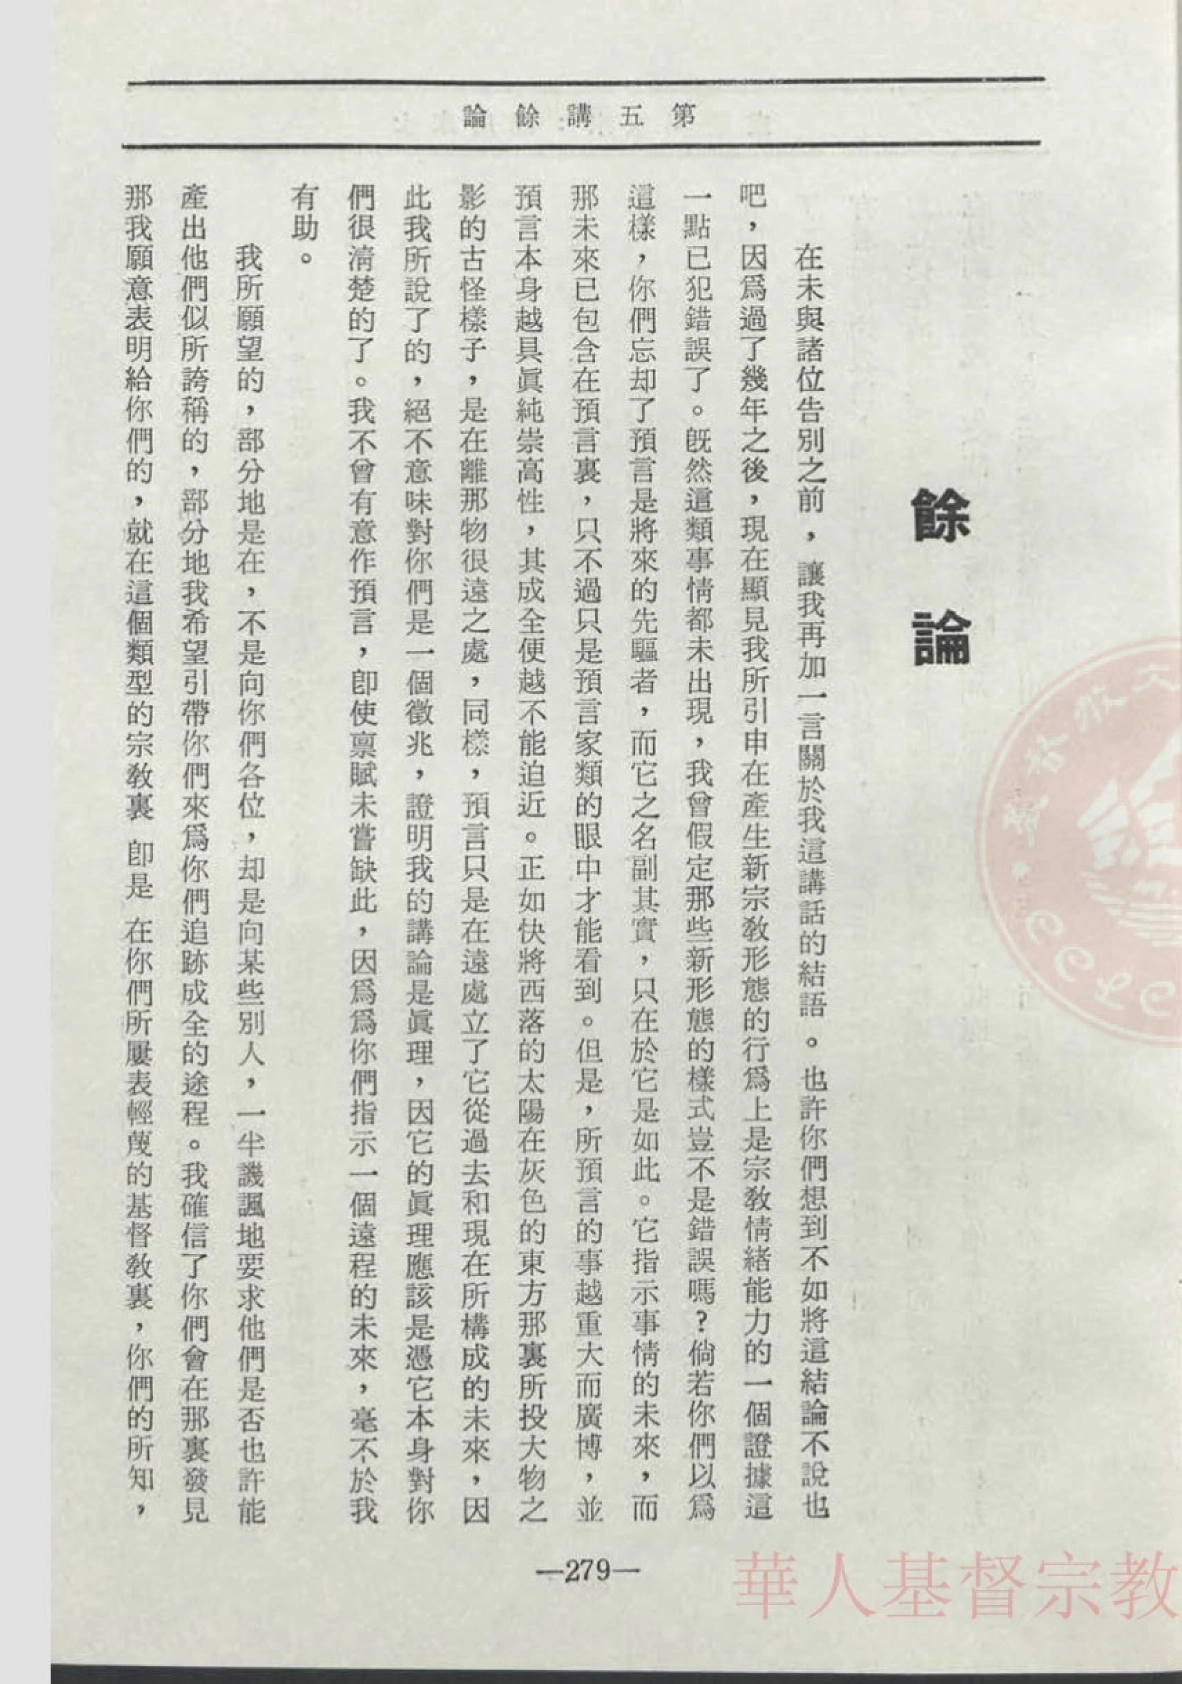 第五講餘論
餘論
在未與諸位告別之前，讓我再加一言關於我這講話的結語。也許你們想到不如將這結論不說也
吧，因爲過了幾年之後，現在顯見我所引申在產生新宗教形態的行爲上是宗教情緒能力的一個證據這
一點已犯錯誤了。旣然這類事情都未出現，我曾假定那些新形態的樣式豈不是錯誤嗎？倘若你們以爲
這樣，你們忘却了預言是將來的先驅者，而它之名副其實，只在於它是如此。它指示事情的未來，而
那未來已包含在預言裏，只不過只是預言家類的眼中才能看到。但是，所預言的事越重大而廣博，並
預言本身越具眞純崇高性，其成全便越不能迫近。正如快將西落的太陽在灰色的東方那裏所投大物之
影的古怪樣子，是在離那物很遠之處，同樣，預言只是在遠處立了它從過去和現在所構成的未來，因
此我所說了的，絕不意味對你們是一個徵兆，證明我的講論是眞理，因它的眞理應該是憑它本身對你
們很淸楚的了。我不曾有意作預言，卽使禀賦未嘗缺此，因爲爲你們指示一個遠程的未來，毫不於我
有助。
我所願望的，部分地是在，不是向你們各位，却是向某些別人，一半譏諷地要求他們是否也許能
產出他們似所誇稱的，部分地我希望引帶你們來爲你們追跡成全的途程。我確信了你們會在那裏發見
那我願意表明給你們的，就在這個類型的宗教裏 卽是 在你們所屢表輕蔑的基督教裏，你們的所知，
—279—
華人基督宗教